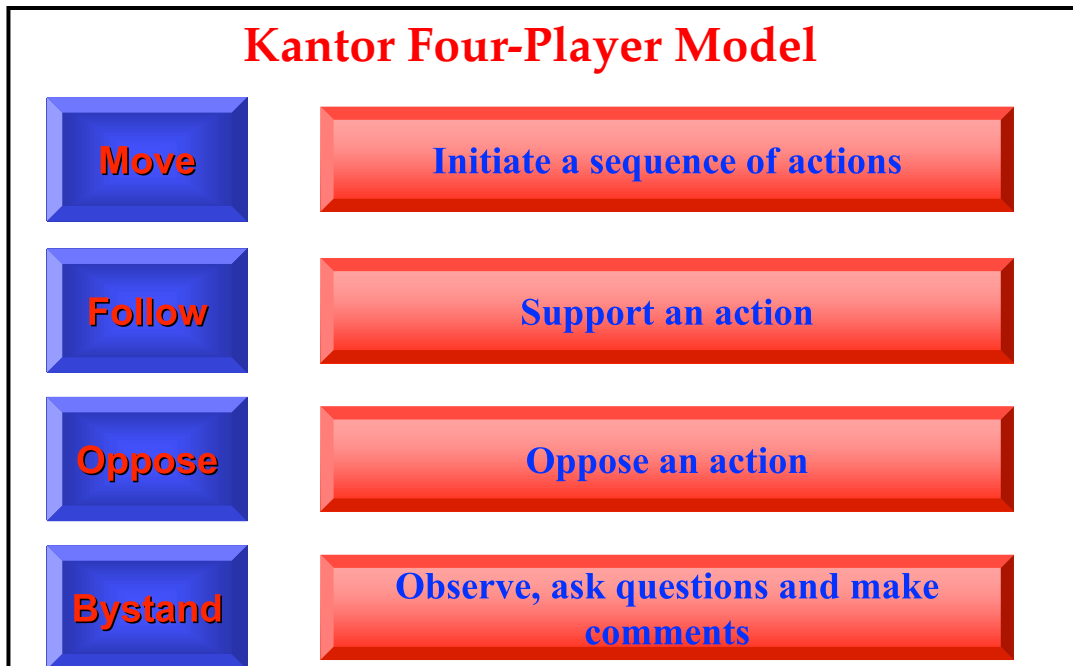 Kantor Four-Player Model
Move
Initiate a sequence of actions
Follow
Support an action
Oppose
Oppose an action
Bystand
Observe, ask questions and make
comments